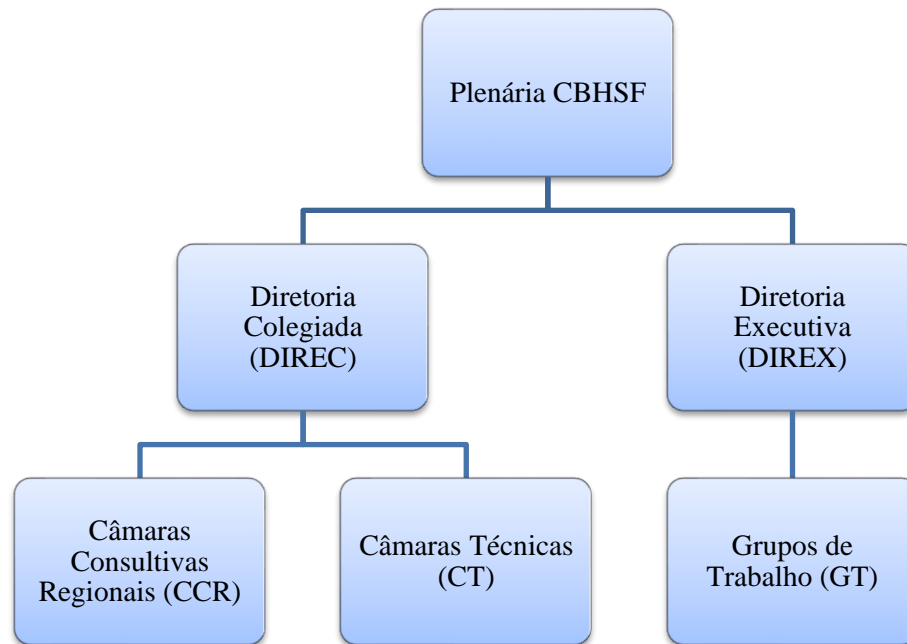 Plenária CBHSF
Diretoria
Colegiada
(DIREC)
Diretoria
Executiva
(DIREX)
Câmaras
Consultivas
Regionais (CCR)
Câmaras Técnicas
(CT)
Grupos de
Trabalho (GT)